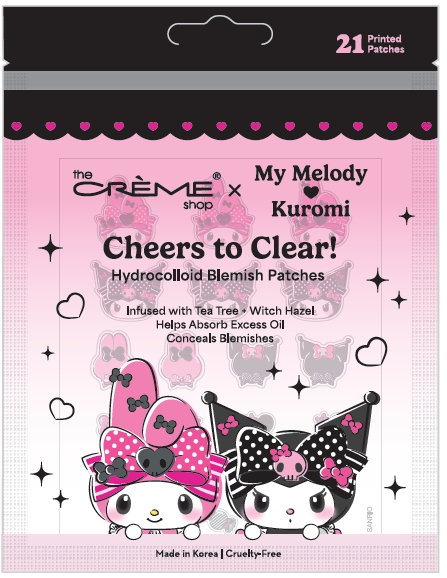 21 Printed
Patches
the
CRÈME® x
shop
My Melody
Kuromi
Cheers to Clear!
Hydrocolloid Blemish Patches
Infused with Tea Tree • Witch Hazel
Helps Absorb Excess Oil
Conceals Blemishes
SANRIO
Made in Korea | Cruelty-Free